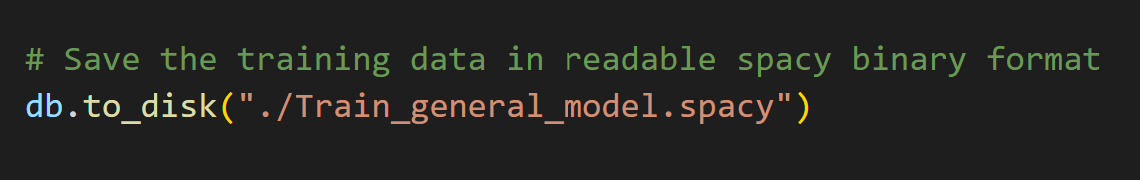 # Save the training data in readable spacy binary format
db.to_disk("./Train_general_model.spacy")